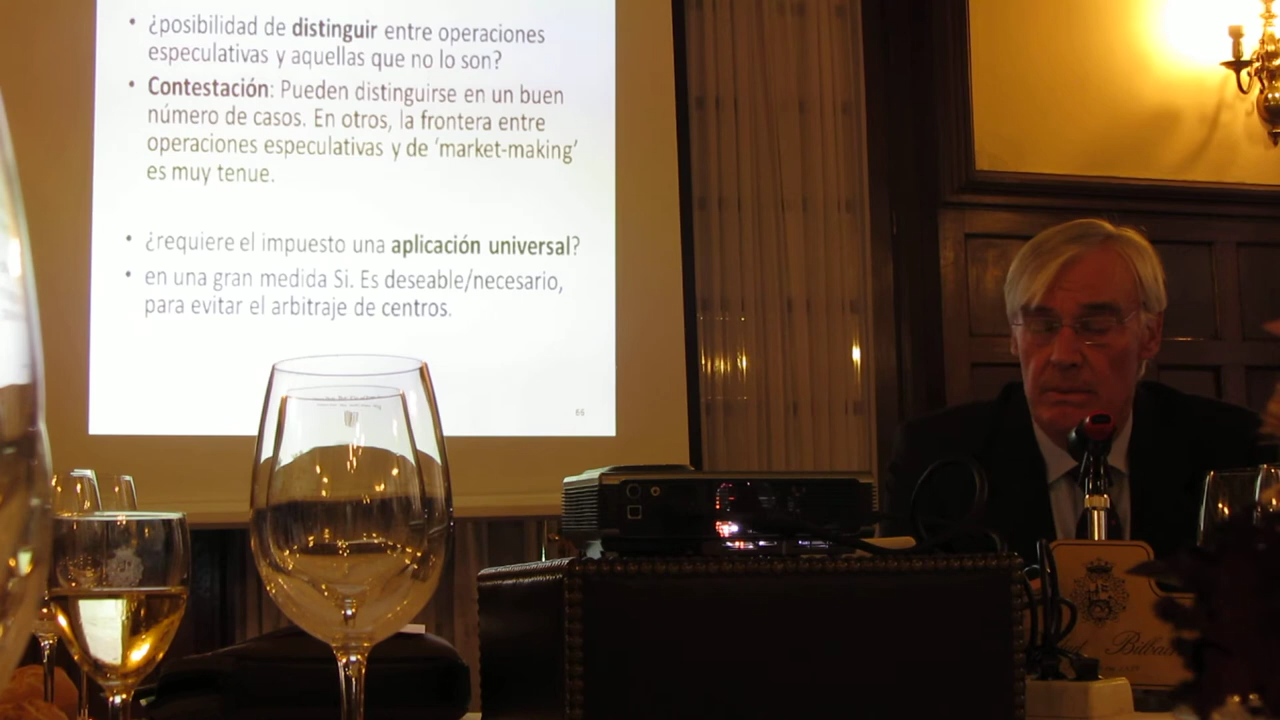 • ¿posibilidad de distinguir entre operaciones
especulativas y aquellas que no lo son?
• Contestación: Pueden distinguirse en un buen
número de casos. En otros, la frontera entre
operaciones especulativas y de ‘market-making’
es muy tenue.
• ¿requiere el impuesto una aplicación universal?
• en una gran medida Si. Es deseable/necesario,
para evitar el arbitraje de centros.
66